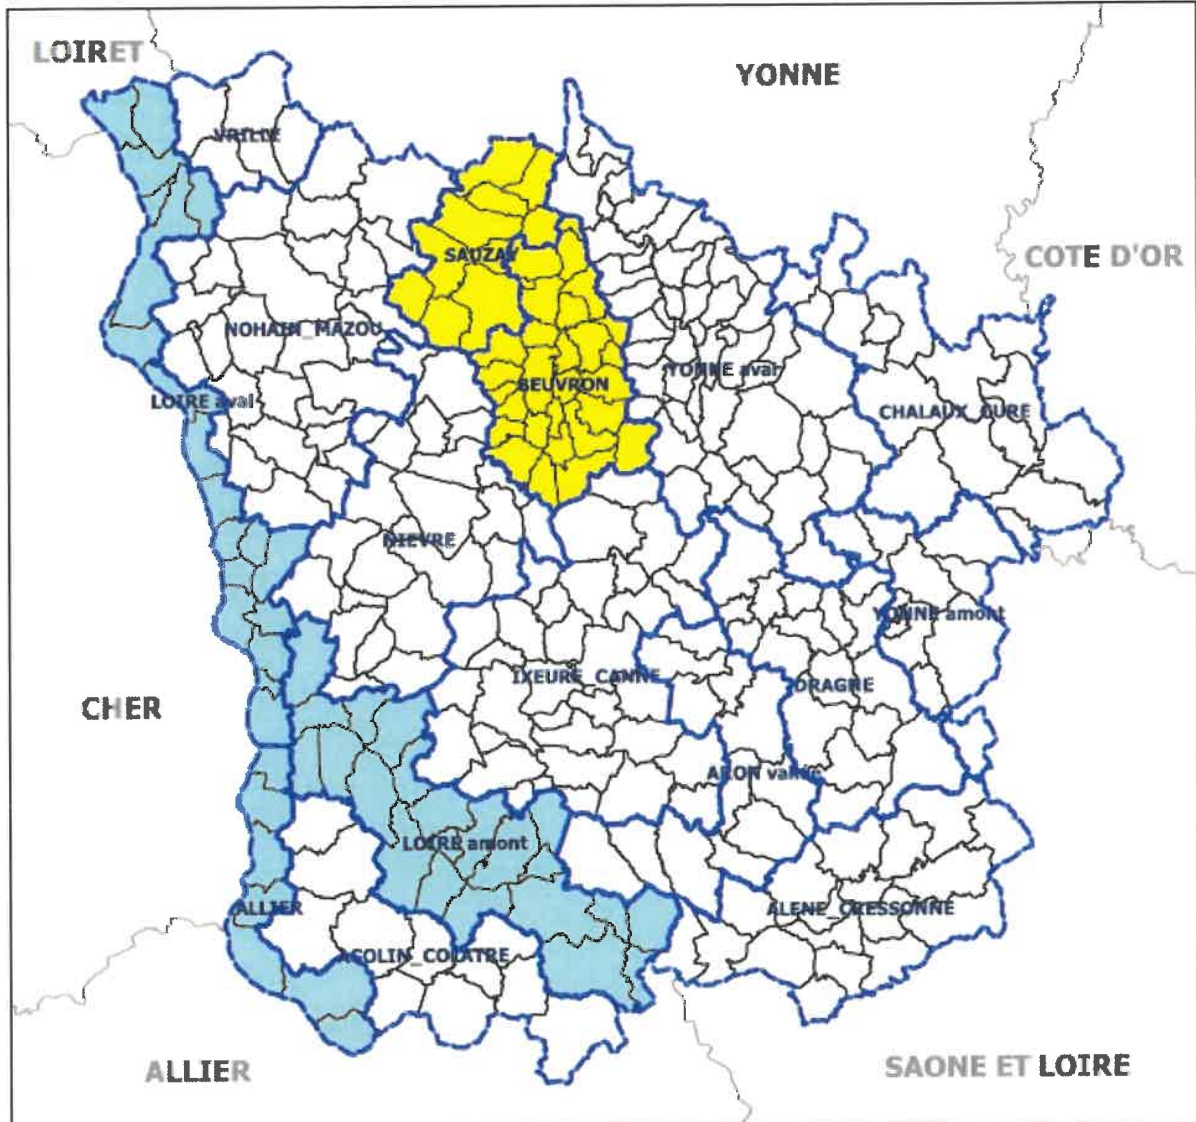 LOIRET
YONNE
VRILLE
SAUZAY
COTE D'OR
NOHAIN_MAZOU
YONNE aval
BEUVRON
LOIRE aval
CHALAUX_CURE
NIEVRE
YONNE amont
IXEURE_CANNE
DRAGNE
CHER
ARON vallée
LOIRE amont
ALLIER
ALENE_CRESSONNE
ACOLIN_COLATRE
ALLIER
SAONE ET LOIRE